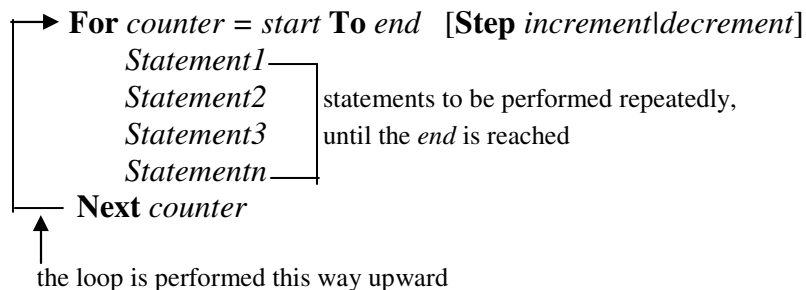 For counter = start To end [Step increment|decrement]
Statement1
Statement2 statements to be performed repeatedly,
Statement3 until the end is reached
Statementn
Next counter
the loop is performed this way upward